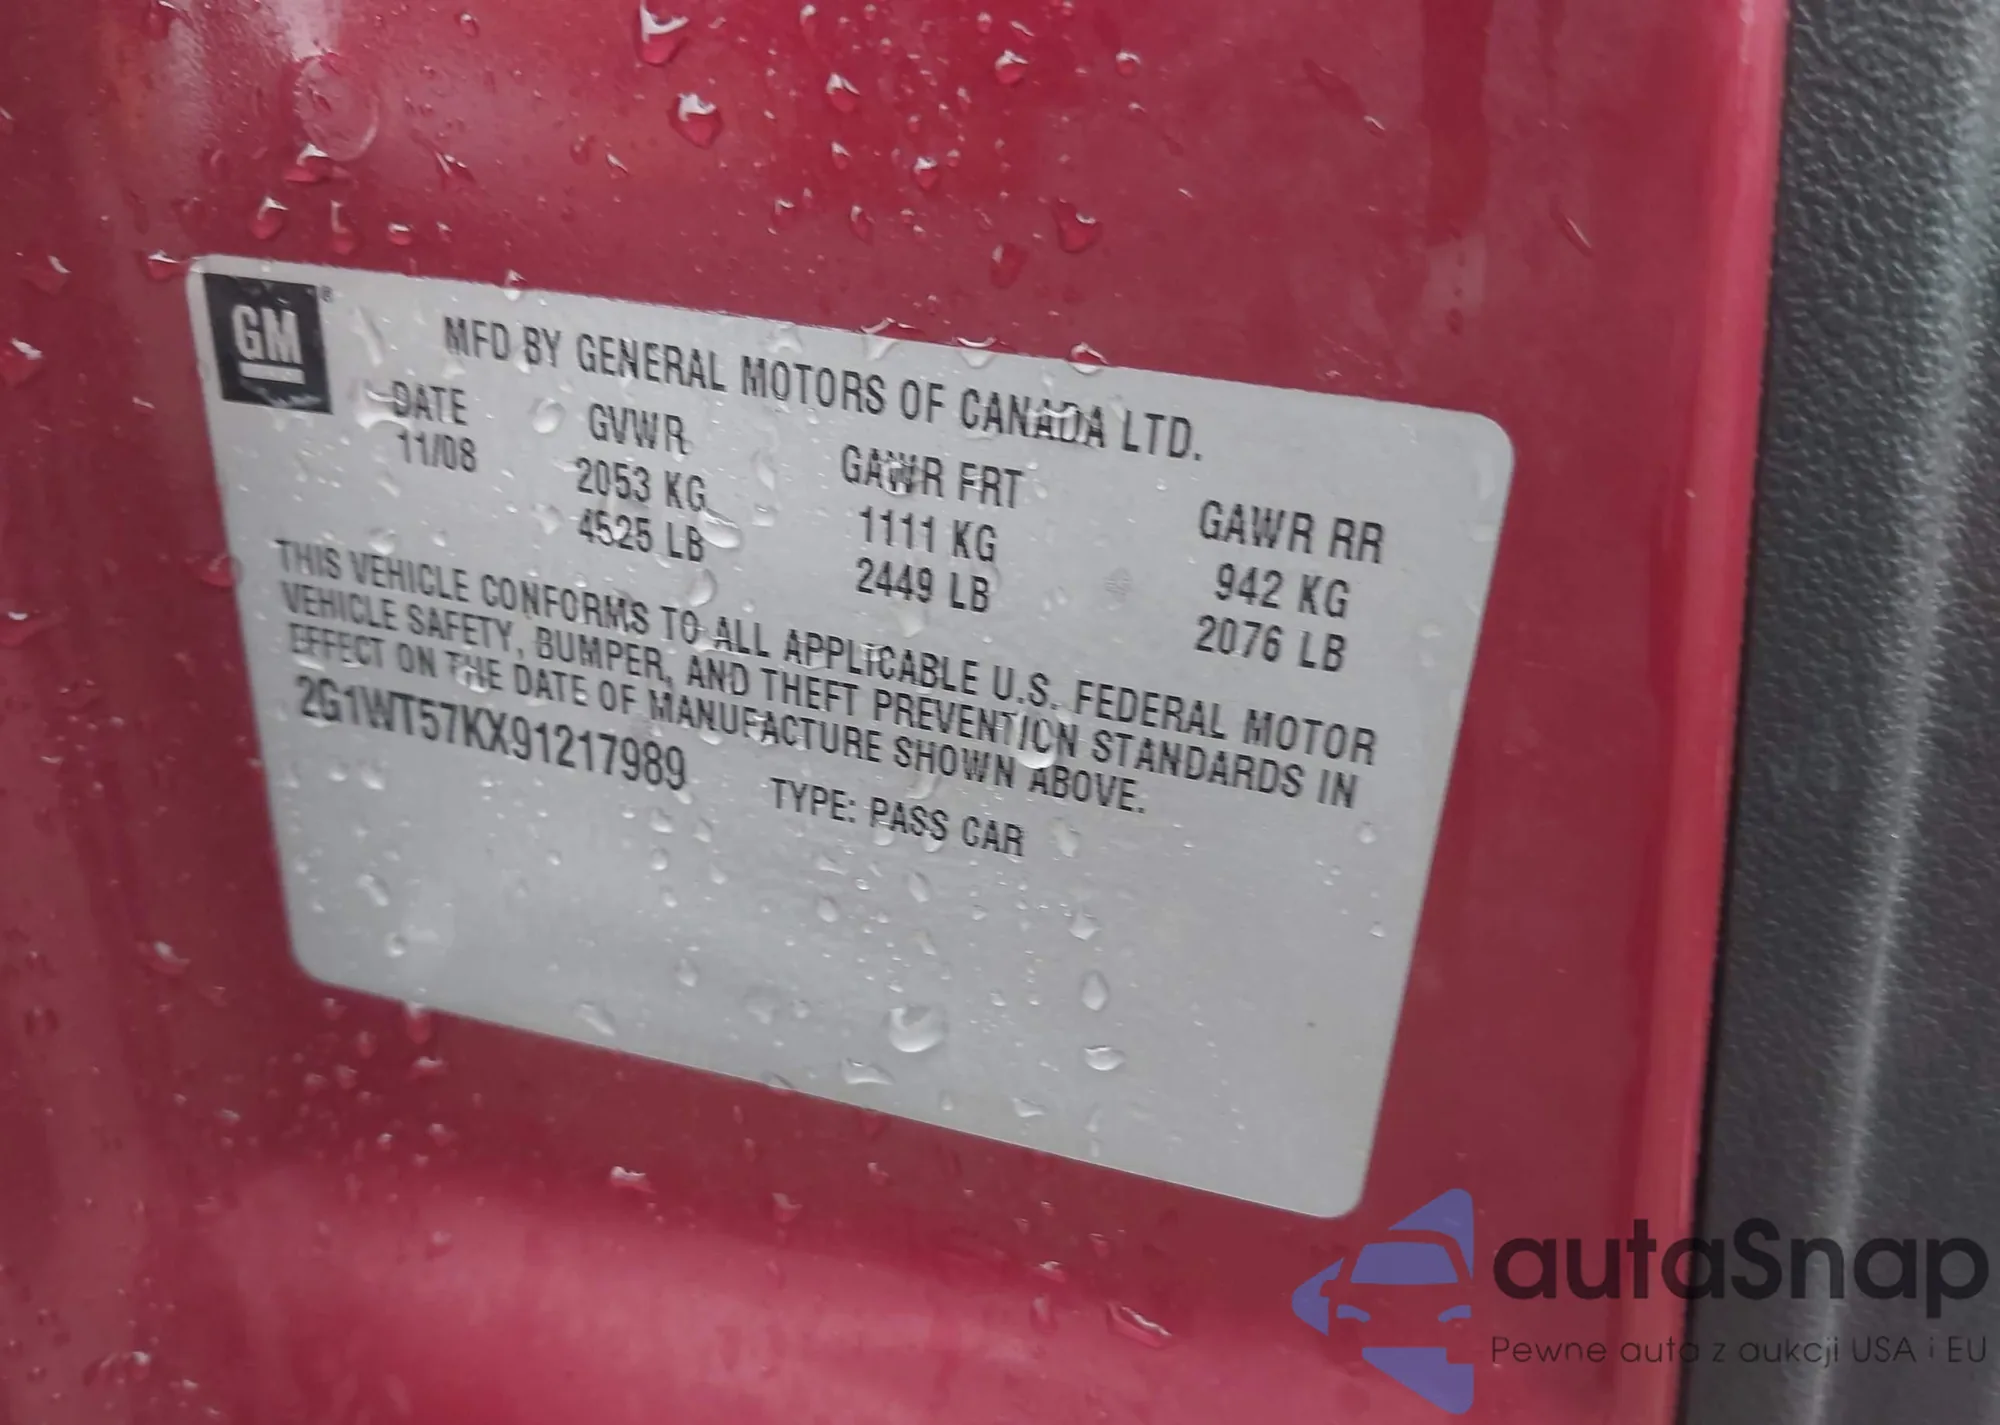 GM
MFD BY GENERAL MOTORS OF CANADA LTD.
DATE GVWR GAWR FRT GAWR RR
11/08 2053 KG 1111 KG 942 KG
4525 LB 2449 LB 2076 LB
THIS VEHICLE CONFORMS TO ALL APPLICABLE U.S. FEDERAL MOTOR
VEHICLE SAFETY, BUMPER, AND THEFT PREVENTION STANDARDS IN
EFFECT ON THE DATE OF MANUFACTURE SHOWN ABOVE.
2G1WT57KX91217989 TYPE: PASS CAR
autaSnap
Pewne auta z aukcji USA i EU